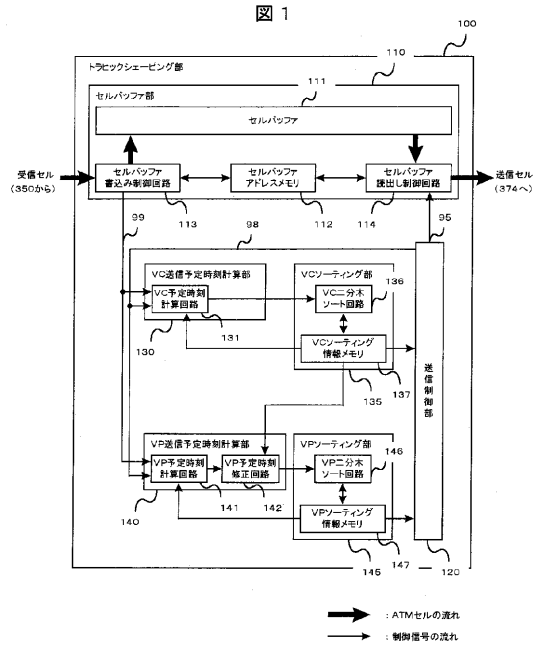 図1
100
トラヒックシェーピング部
110
セルバッファ部
111
セルバッファ
受信セル
(350から)
セルバッファ
書込み制御回路
セルバッファ
アドレスメモリ
セルバッファ
読出し制御回路
送信セル
(374へ)
99
113
112
114
98
95
VC送信予定時刻計算部
VC予定時刻
計算回路
130
131
VCソーティング部
VC二分木
ソート回路
136
VCソーティング
情報メモリ
135
137
送信制御部
VP送信予定時刻計算部
VP予定時刻
計算回路
VP予定時刻
修正回路
140
141
142
VPソーティング部
VP二分木
ソート回路
146
VPソーティング
情報メモリ
145
147
120
:ATMセルの流れ
:制御信号の流れ